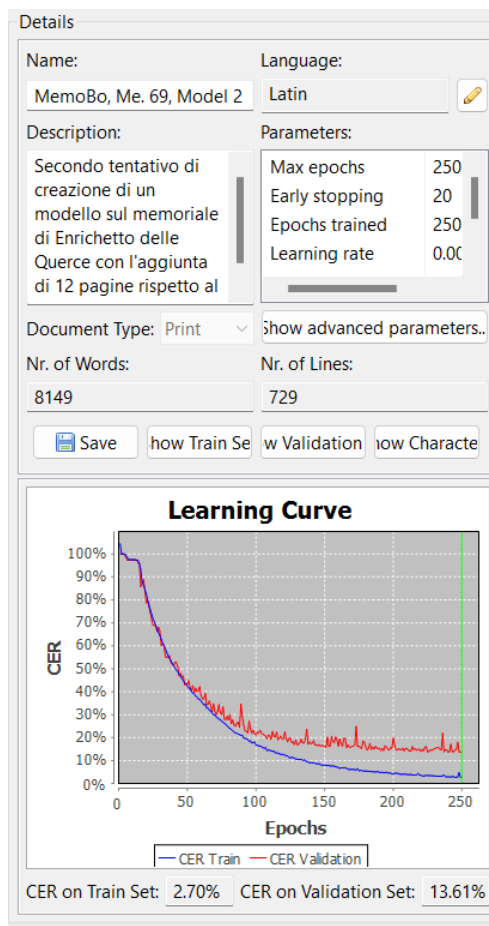 Details
Name: Language:
MemoBo, Me. 69, Model 2 Latin
Description: Parameters:
Secondo tentativo di
creazione di un
modello sul memoriale
di Enrichetto delle
Querce con l'aggiunta
di 12 pagine rispetto al
Max epochs 250
Early stopping 20
Epochs trained 250
Learning rate 0.00
Document Type: Print how advanced parameters..
Nr. of Words: Nr. of Lines:
8149 729
Save how Train Se w Validation how Characte
Learning Curve
CER
100%
90%
80%
70%
60%
50%
40%
30%
20%
10%
0%
0 50 100 150 200 250
Epochs
CER Train CER Validation
CER on Train Set: 2.70% CER on Validation Set: 13.61%